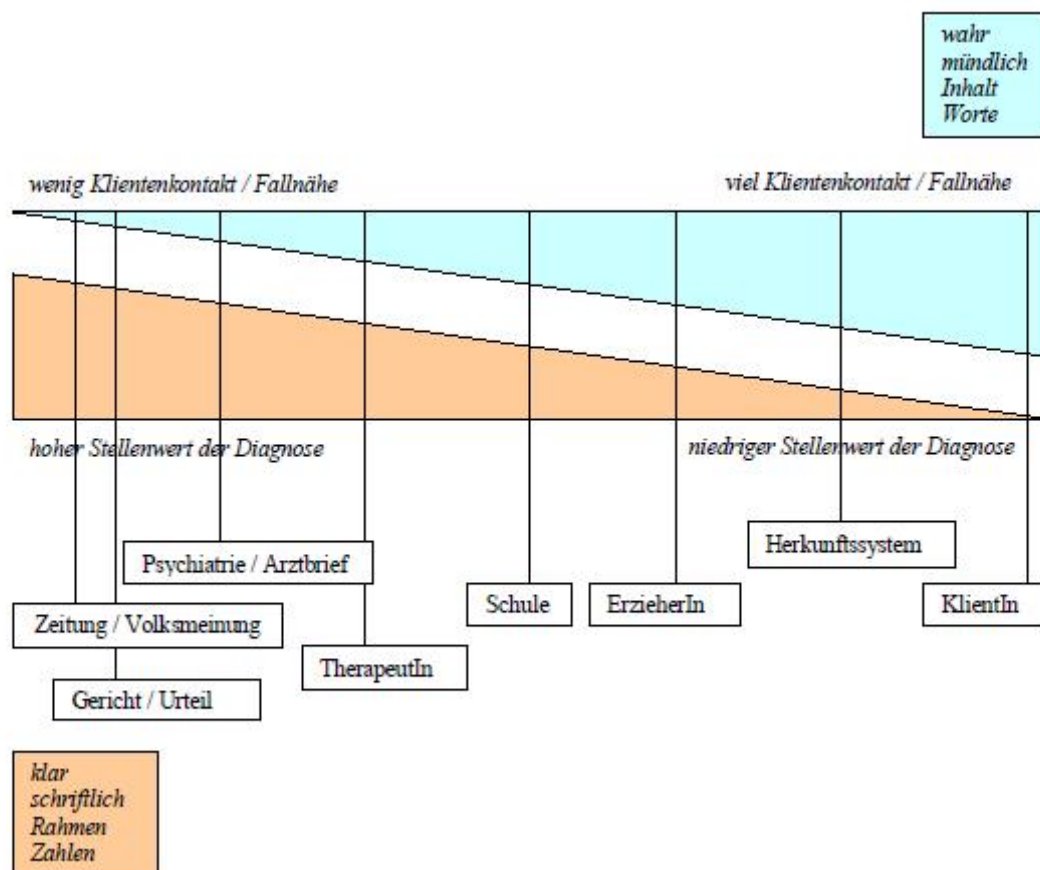 wahr
mündlich
Inhalt
Worte
wenig Klientenkontakt / Fallnähe
viel Klientenkontakt / Fallnähe
hoher Stellenwert der Diagnose
niedriger Stellenwert der Diagnose
Herkunftssystem
Psychiatrie / Arztbrief
Schule
ErzieherIn
KlientIn
Zeitung / Volksmeinung
TherapeutIn
Gericht / Urteil
klar
schriftlich
Rahmen
Zahlen